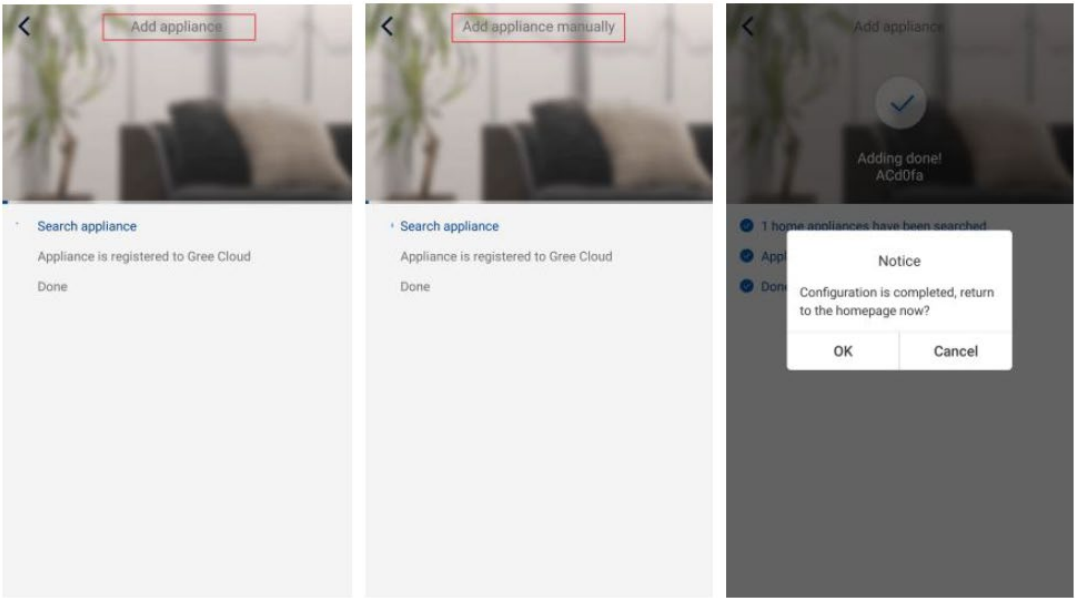 Add appliance
Search appliance
Appliance is registered to Gree Cloud
Done
Add appliance manually
Search appliance
Appliance is registered to Gree Cloud
Done
Add appliance
Adding done!
ACd0fa
1 home appliances have been searched
Appl
Done
Notice
Configuration is completed, return
to the homepage now?
OK
Cancel